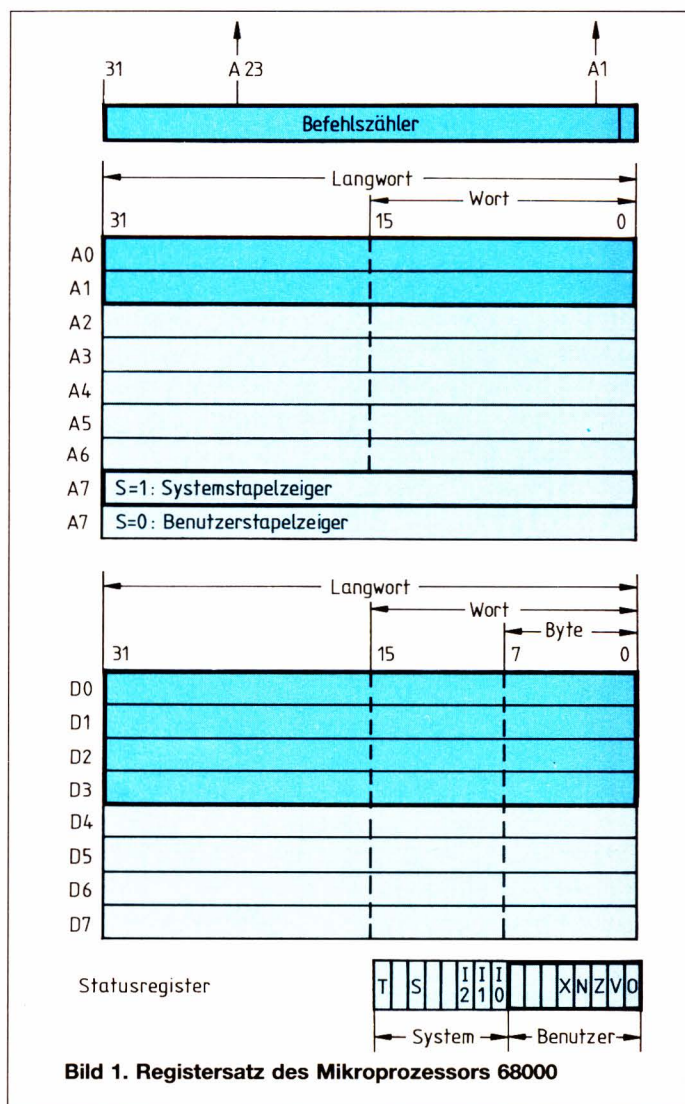 31 A 23 A1
Befehlszähler
Langwort
Wort
31 15 0
A0
A1
A2
A3
A4
A5
A6
A7 S=1: Systemstapelzeiger
A7 S=0: Benutzerstapelzeiger
Langwort
Wort
Byte
31 15 7 0
D0
D1
D2
D3
D4
D5
D6
D7
Statusregister T S I2 I1 I0 X N Z V O
System Benutzer
Bild 1. Registersatz des Mikroprozessors 68000